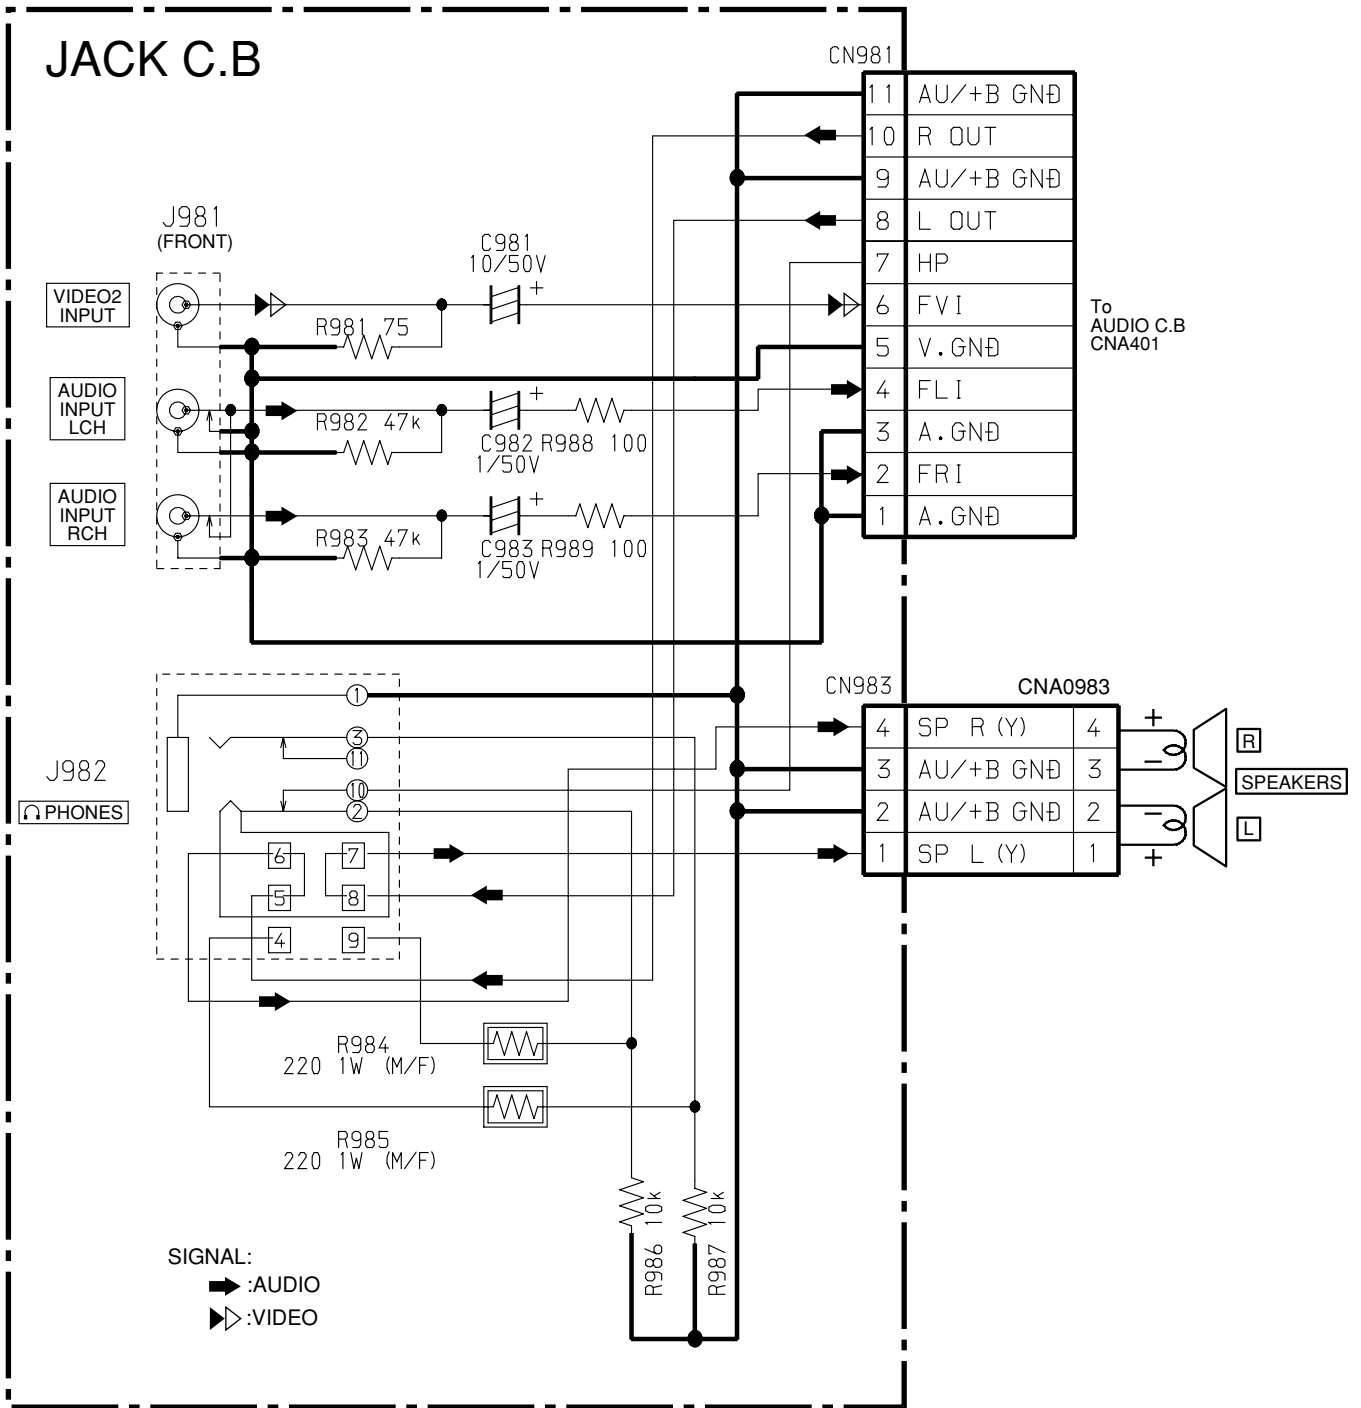 JACK C.B
CN981
11 AU/+B GND
10 R OUT
9 AU/+B GND
8 L OUT
7 HP
6 FVI
5 V.GND
4 FLI
3 A.GND
2 FRI
1 A.GND
To
AUDIO C.B
CNA401
J981
(FRONT)
VIDEO2
INPUT
AUDIO
INPUT
LCH
AUDIO
INPUT
RCH
C981
10/50V
+
R981 75
R982 47k
+
C982
1/50V
R988 100
R983 47k
+
C983
1/50V
R989 100
J982
PHONES
1
3
11
10
2
6
7
5
8
4
9
CN983
CNA0983
4 SP R (Y) 4
3 AU/+B GND 3
2 AU/+B GND 2
1 SP L (Y) 1
+
−
−
+
R
SPEAKERS
L
R984
220 1W (M/F)
R985
220 1W (M/F)
R986 10k
R987 10k
SIGNAL:
:AUDIO
:VIDEO